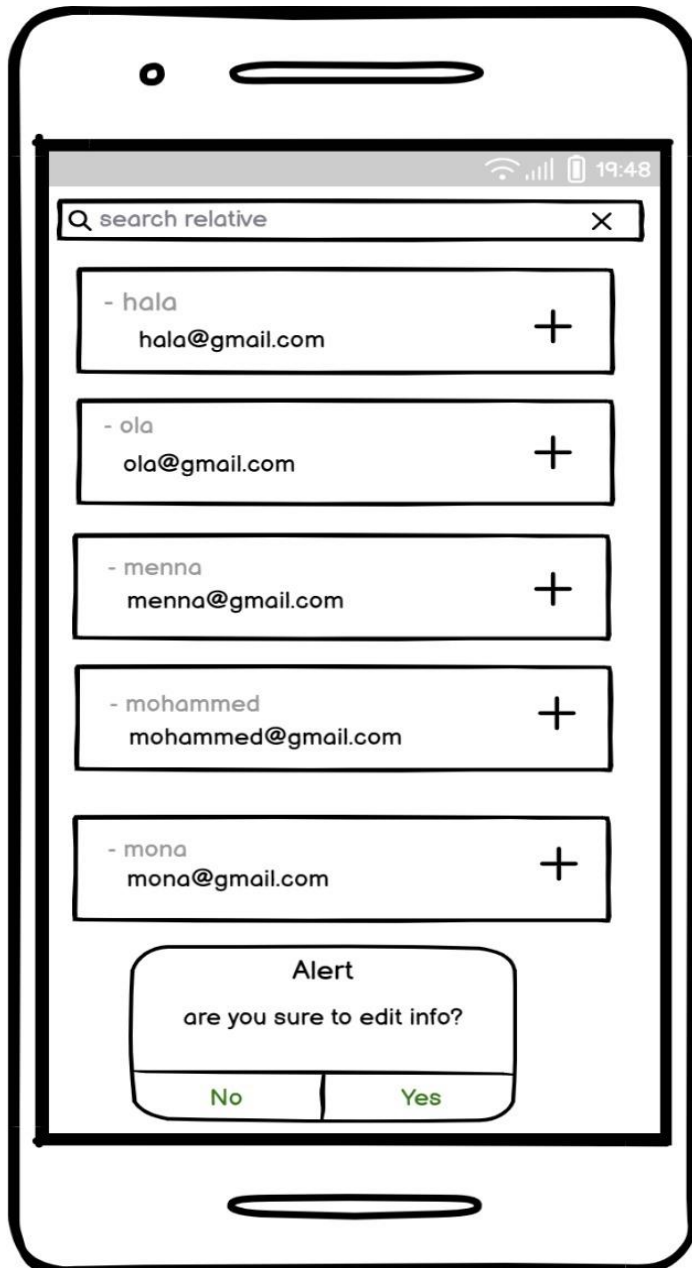 19:48
search relative
- hala
hala@gmail.com
- ola
ola@gmail.com
- menna
menna@gmail.com
- mohammed
mohammed@gmail.com
- mona
mona@gmail.com
Alert
are you sure to edit info?
No Yes